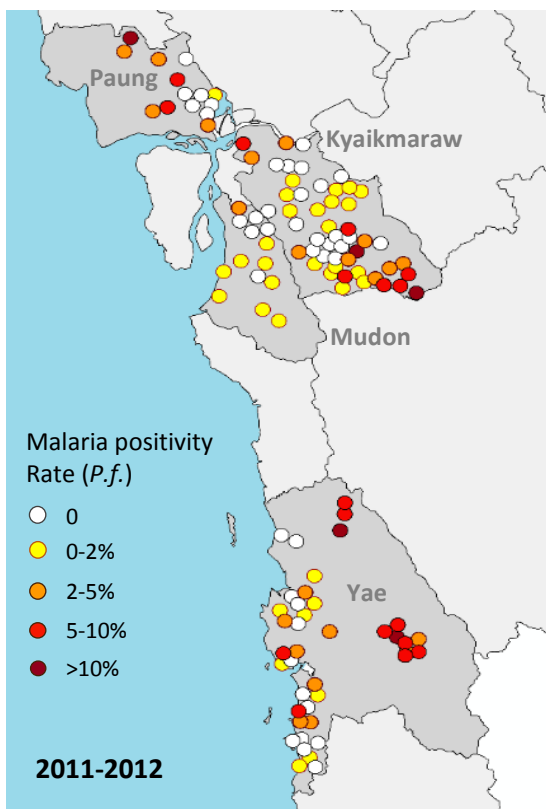 Paung
Kyaikmaraw
Mudon
Malaria positivity
Rate (P.f.)
0
0-2%
2-5%
5-10%
>10%
Yae
2011-2012